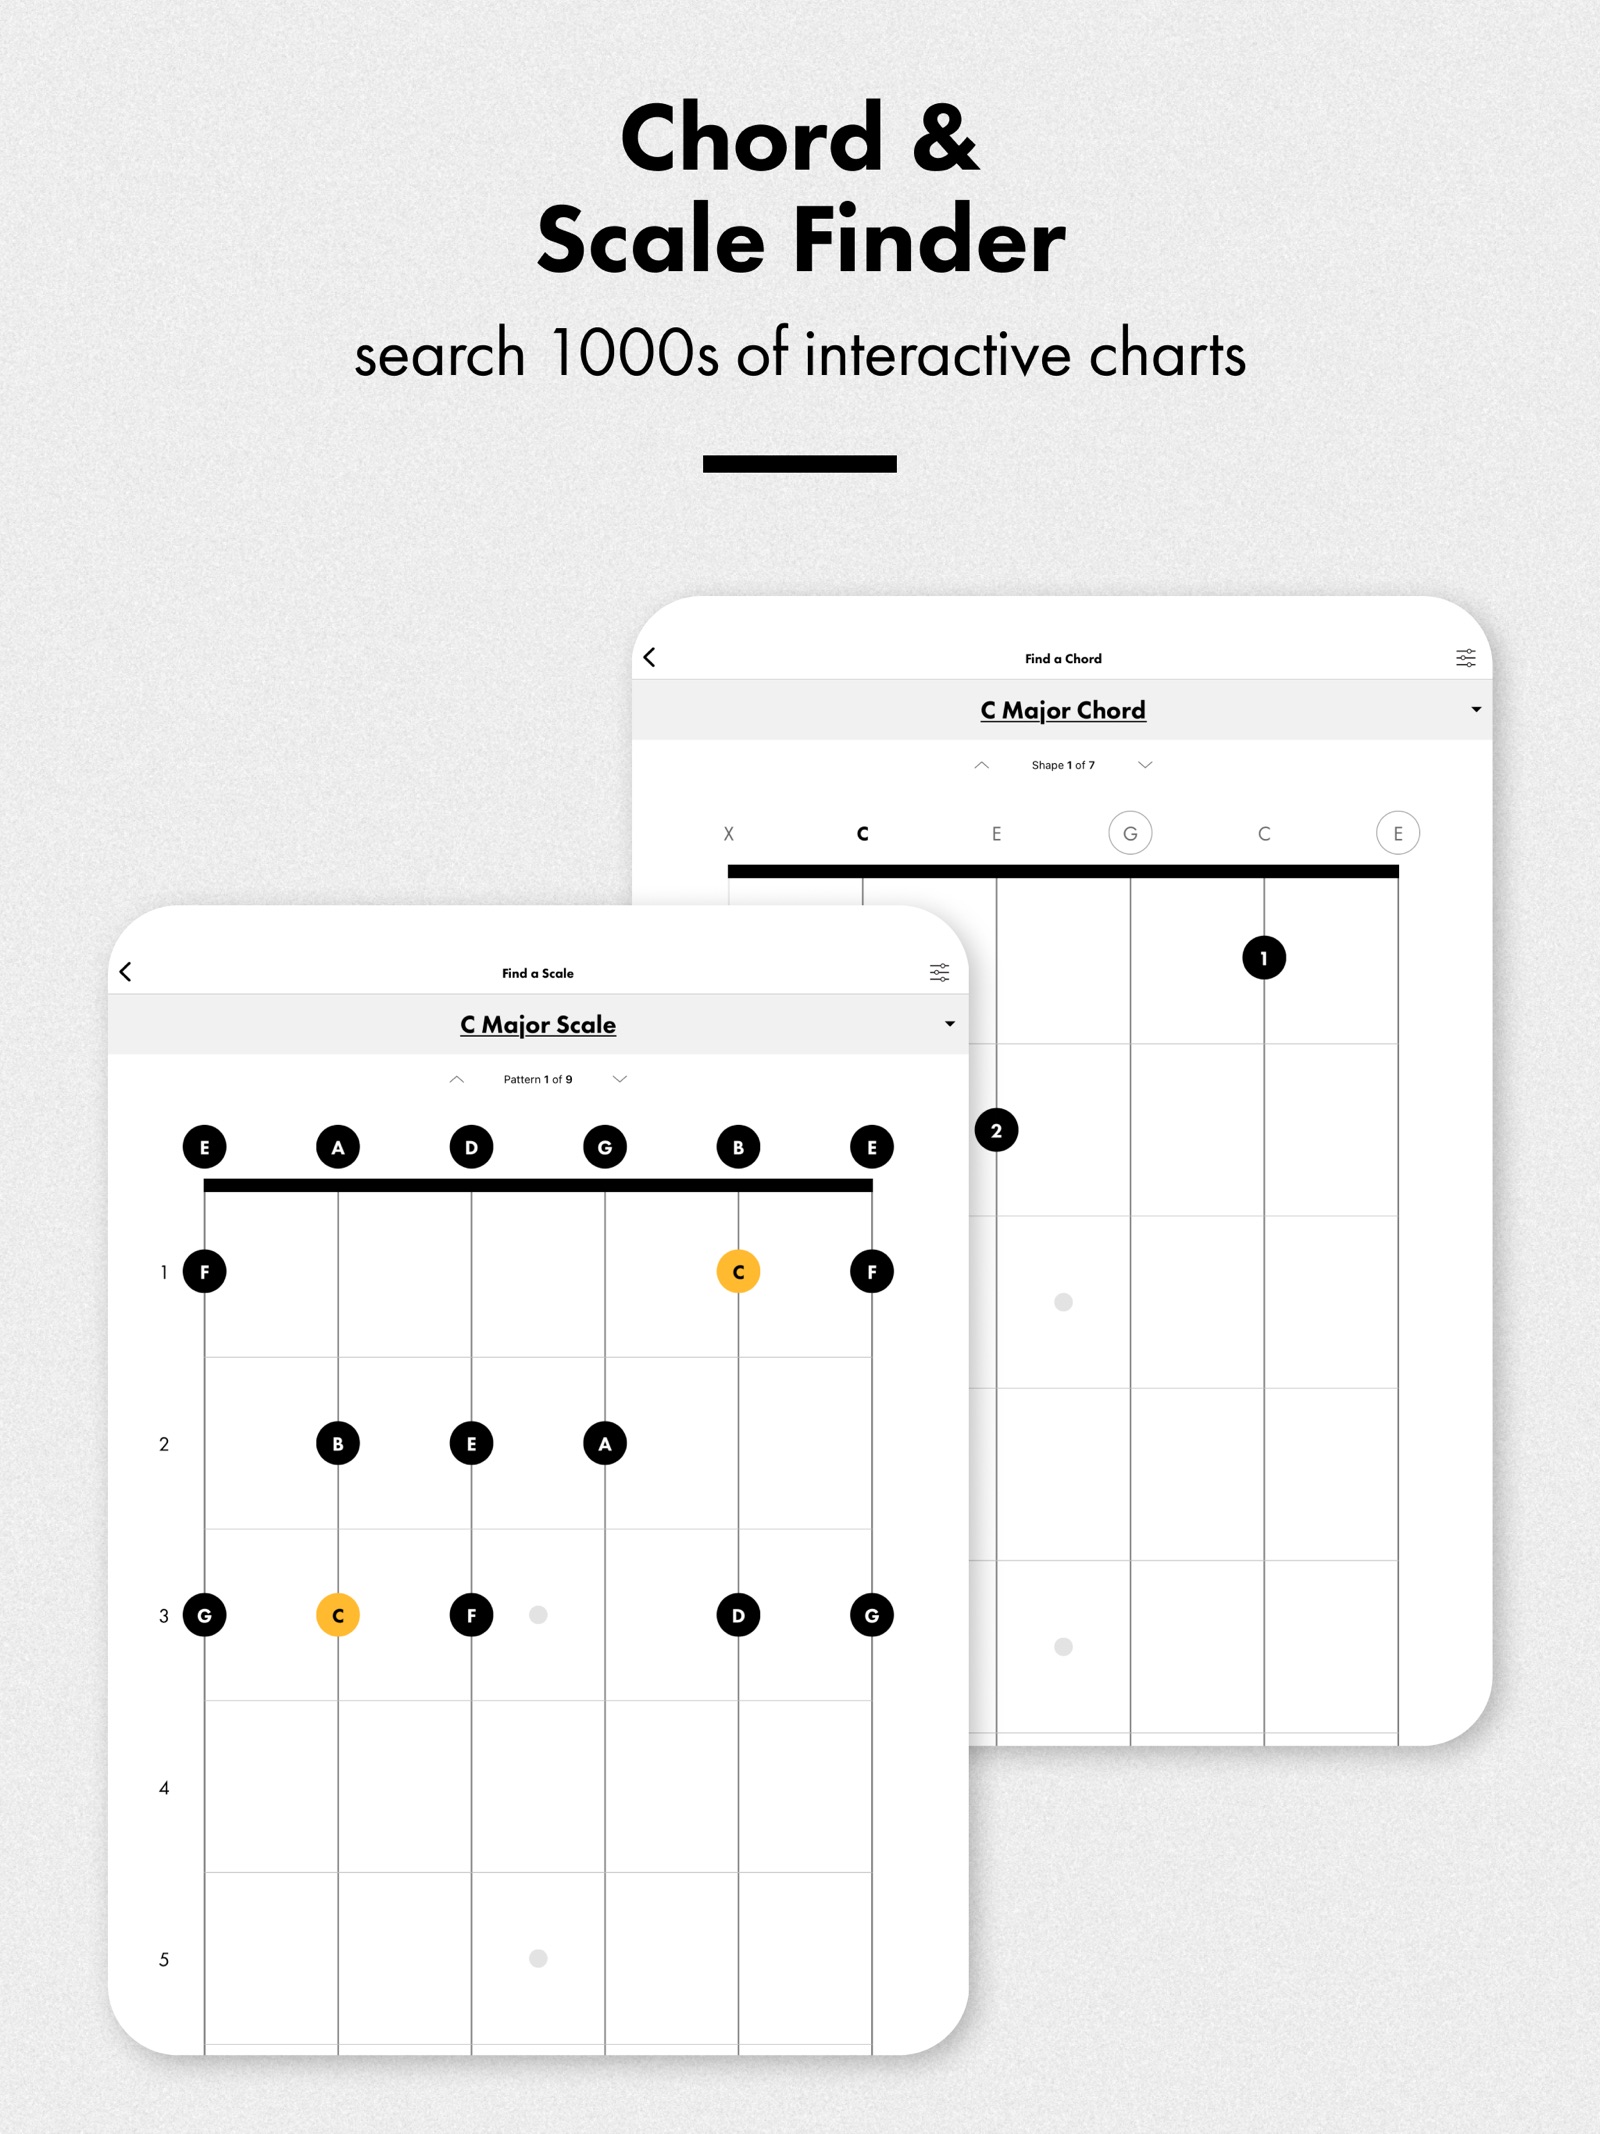 Chord &
Scale Finder
search 1000s of interactive charts
Find a Chord
C Major Chord
Shape 1 of 7
X C E G C E
1
2
Find a Scale
C Major Scale
Pattern 1 of 9
E A D G B E
1 F C F
2 B E A
3 G C F D G
4
5